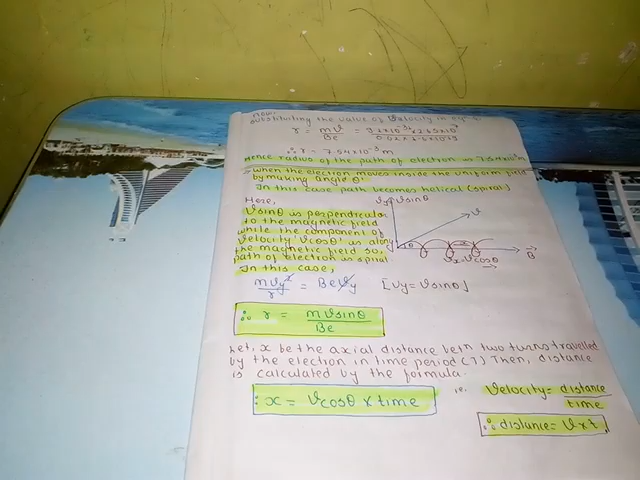 now,
substituting the value of Velocity in eqn
r = mv/Be = 
∴ r = 7.54×10⁻³ m
Hence radius of the path of electron is 7.54×10⁻³m
when the electron moves inside the uniform field
by making angle θ
In this case path becomes helical (spiral)
Here,
Vsinθ is perpendicular
to the magnetic field
while the component of
Velocity 'Vcosθ' is along
the magnetic field so,
path of electron is spiral
In this case,
Vsinθ
V
θ
Vx = Vcosθ
B
mVy²/r = BeVy [Vy = Vsinθ]
∴ r = mVsinθ/Be
Let, x be the axial distance betn two turns travelled
by the electron in time period (T) Then, distance
is calculated by the formula.
∴ x = Vcosθ × time
i.e. Velocity = distance/time
∴ distance = V×t